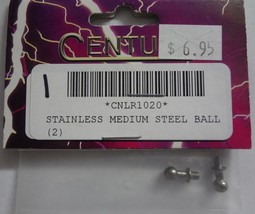 CENTU
$ 6.95
*CNLR1020*
STAINLESS MEDIUM STEEL BALL
(2)